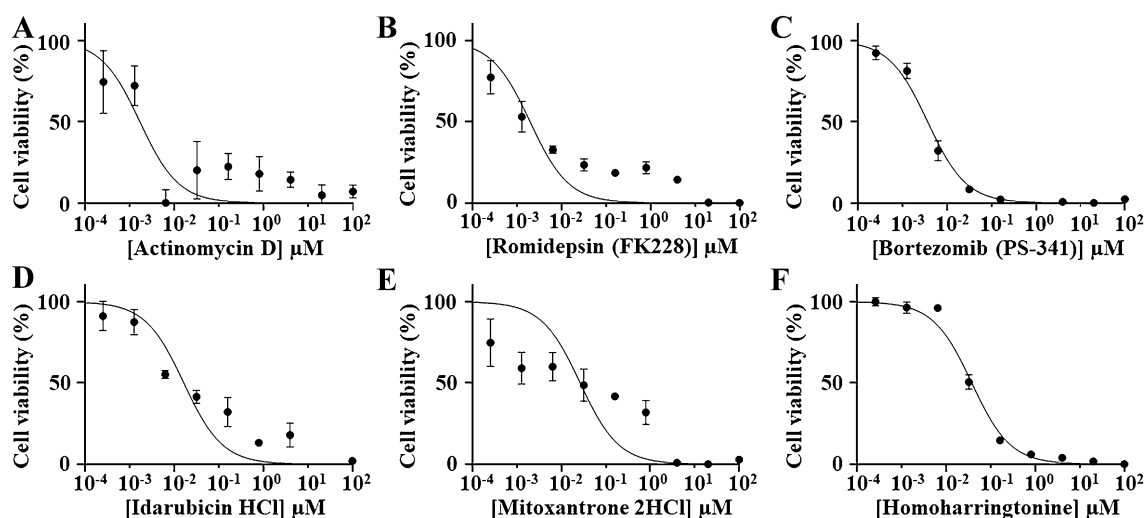 A B C
Cell viability (%) Cell viability (%) Cell viability (%)
100 100 100
50 50 50
0 0 0
10⁻⁴ 10⁻³ 10⁻² 10⁻¹ 10⁰ 10¹ 10² 10⁻⁴ 10⁻³ 10⁻² 10⁻¹ 10⁰ 10¹ 10² 10⁻⁴ 10⁻³ 10⁻² 10⁻¹ 10⁰ 10¹ 10²
[Actinomycin D] μM [Romidepsin (FK228)] μM [Bortezomib (PS-341)] μM
D E F
Cell viability (%) Cell viability (%) Cell viability (%)
100 100 100
50 50 50
0 0 0
10⁻⁴ 10⁻³ 10⁻² 10⁻¹ 10⁰ 10¹ 10² 10⁻⁴ 10⁻³ 10⁻² 10⁻¹ 10⁰ 10¹ 10² 10⁻⁴ 10⁻³ 10⁻² 10⁻¹ 10⁰ 10¹ 10²
[Idarubicin HCl] μM [Mitoxantrone 2HCl] μM [Homoharringtonine] μM